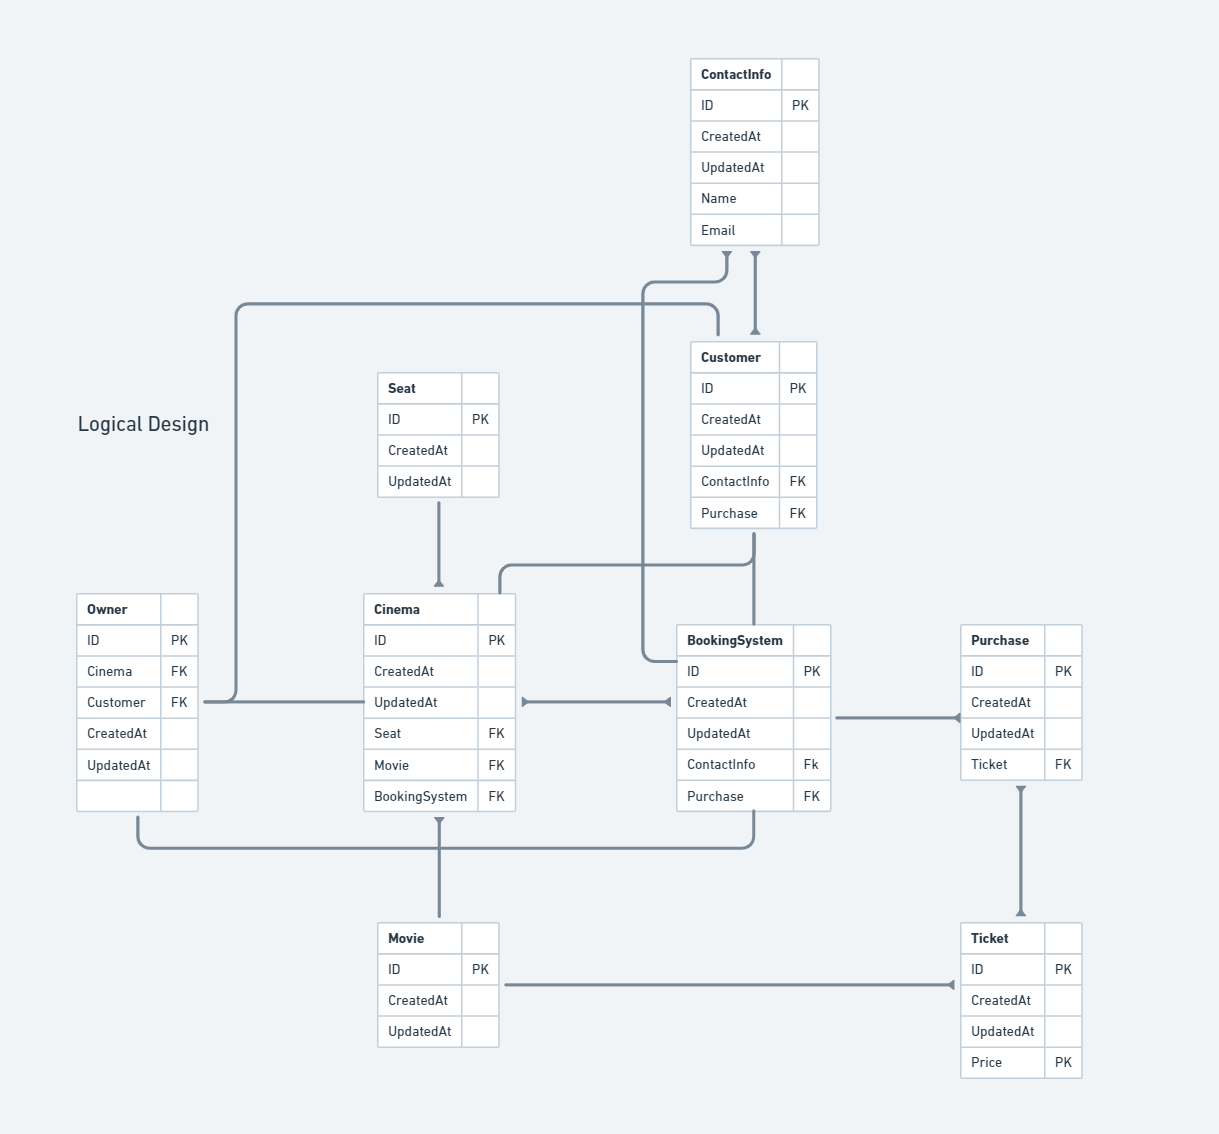 ContactInfo
ID PK
CreatedAt
UpdatedAt
Name
Email
Customer
ID PK
CreatedAt
UpdatedAt
ContactInfo FK
Purchase FK
Seat
ID PK
CreatedAt
UpdatedAt
Logical Design
Owner
ID PK
Cinema FK
Customer FK
CreatedAt
UpdatedAt
Cinema
ID PK
CreatedAt
UpdatedAt
Seat FK
Movie FK
BookingSystem FK
BookingSystem
ID PK
CreatedAt
UpdatedAt
ContactInfo Fk
Purchase FK
Purchase
ID PK
CreatedAt
UpdatedAt
Ticket FK
Movie
ID PK
CreatedAt
UpdatedAt
Ticket
ID PK
CreatedAt
UpdatedAt
Price PK